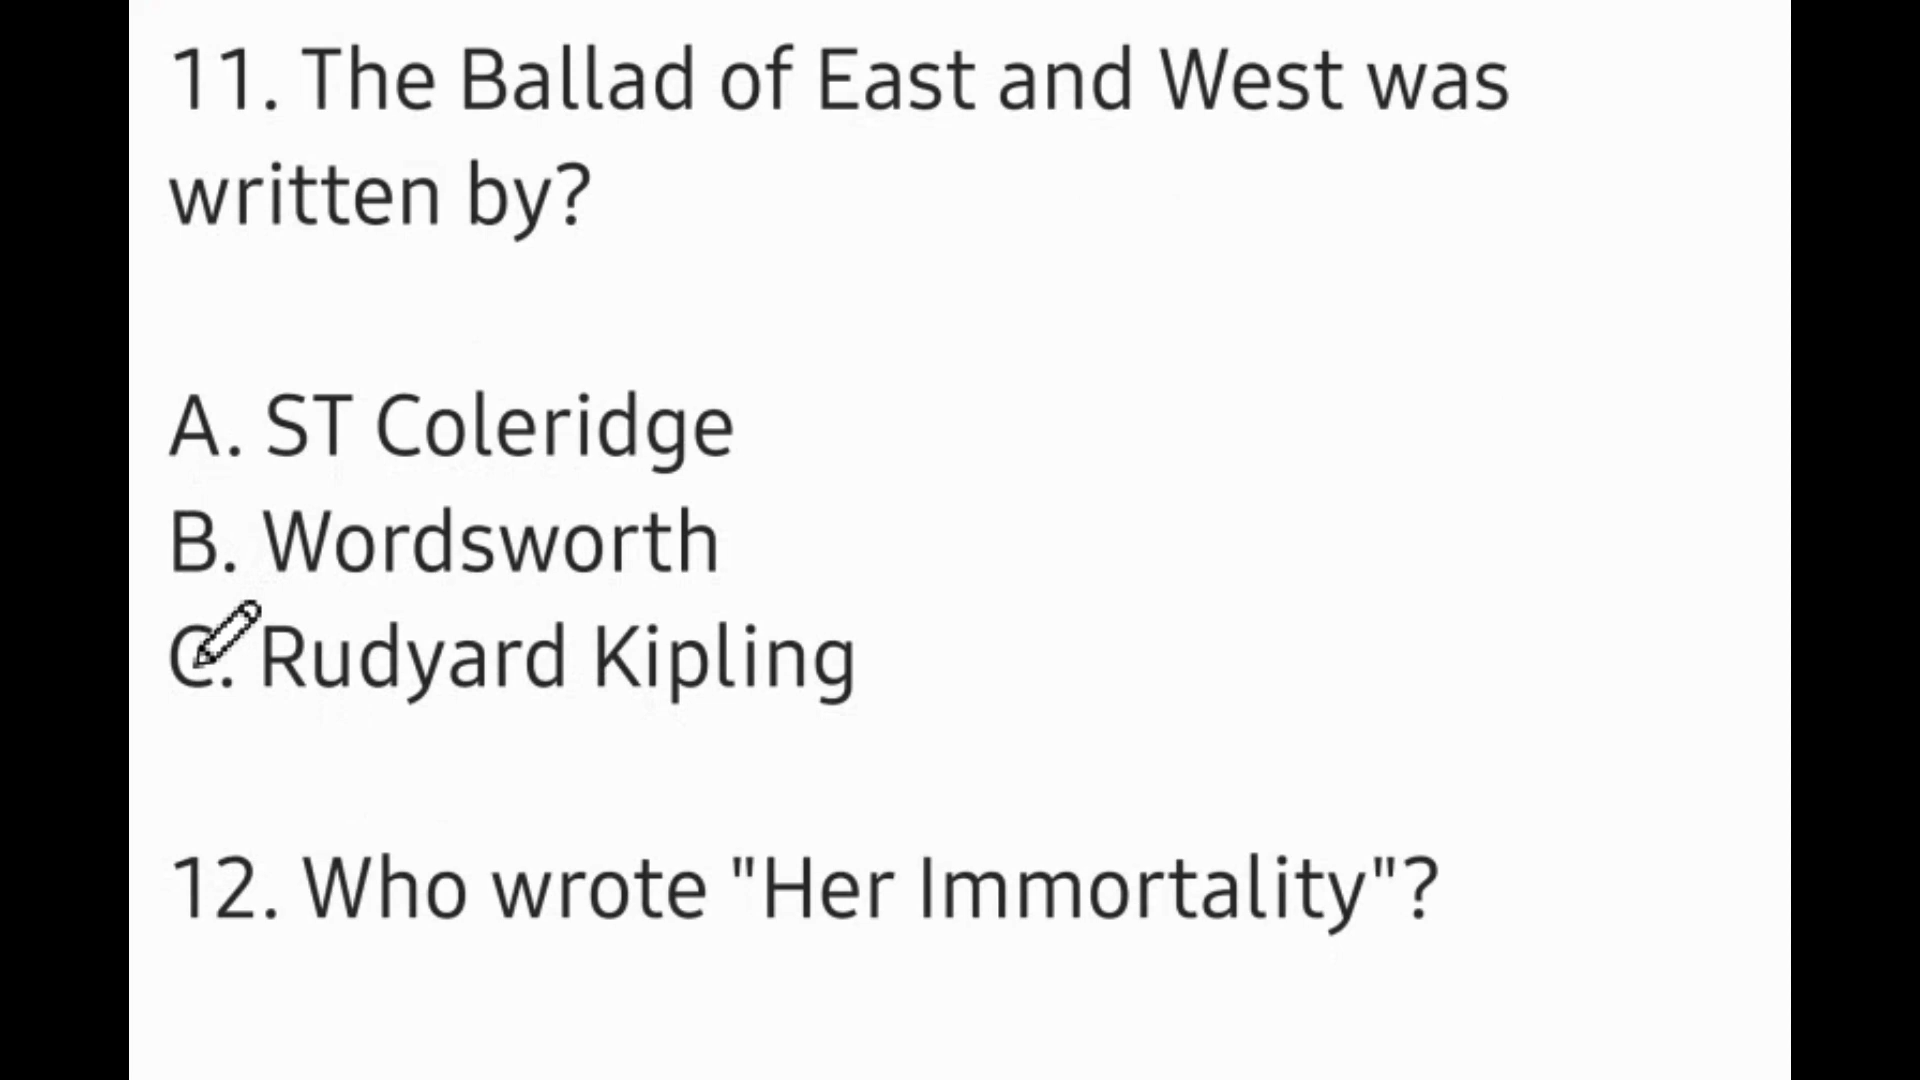 11. The Ballad of East and West was
written by?
A. ST Coleridge
B. Wordsworth
C. Rudyard Kipling
12. Who wrote "Her Immortality"?